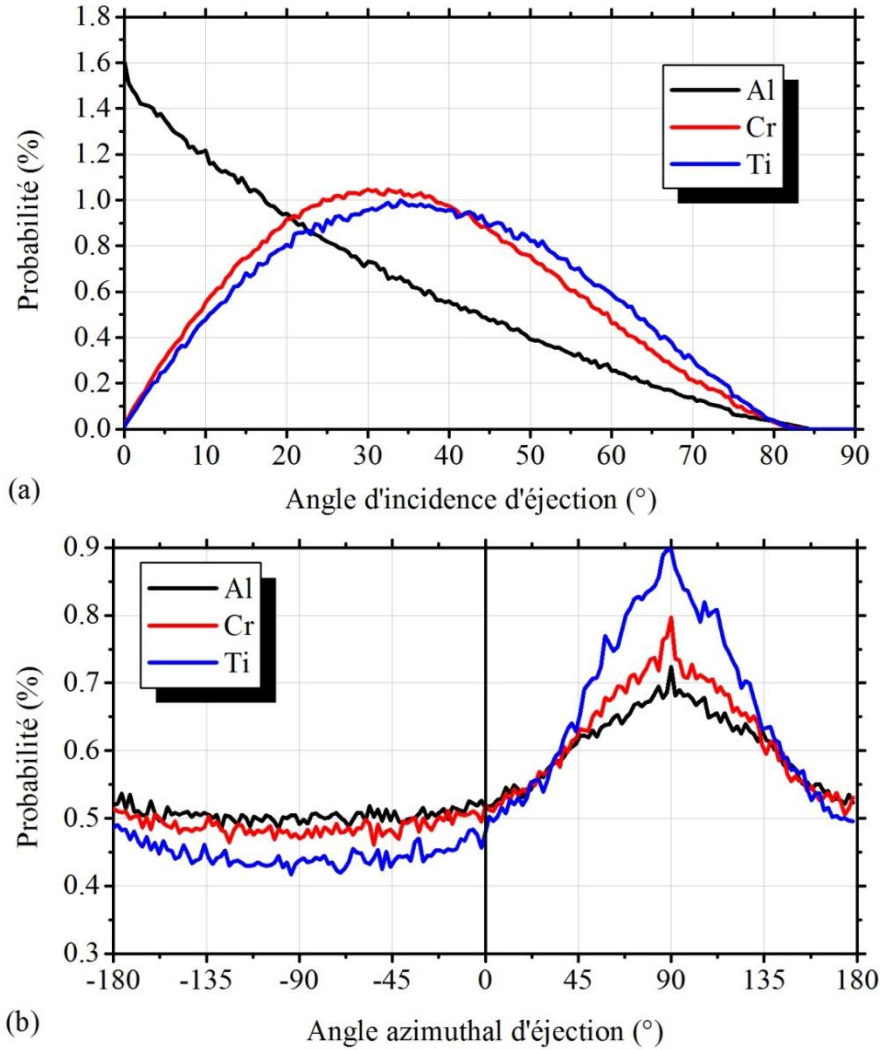 1.8
1.6
1.4
1.2
1.0
0.8
0.6
0.4
0.2
0.0
Probabilité (%)
Al
Cr
Ti
0 10 20 30 40 50 60 70 80 90
(a)
Angle d'incidence d'éjection (°)
0.9
0.8
0.7
0.6
0.5
0.4
0.3
Probabilité (%)
Al
Cr
Ti
-180 -135 -90 -45 0 45 90 135 180
(b)
Angle azimuthal d'éjection (°)